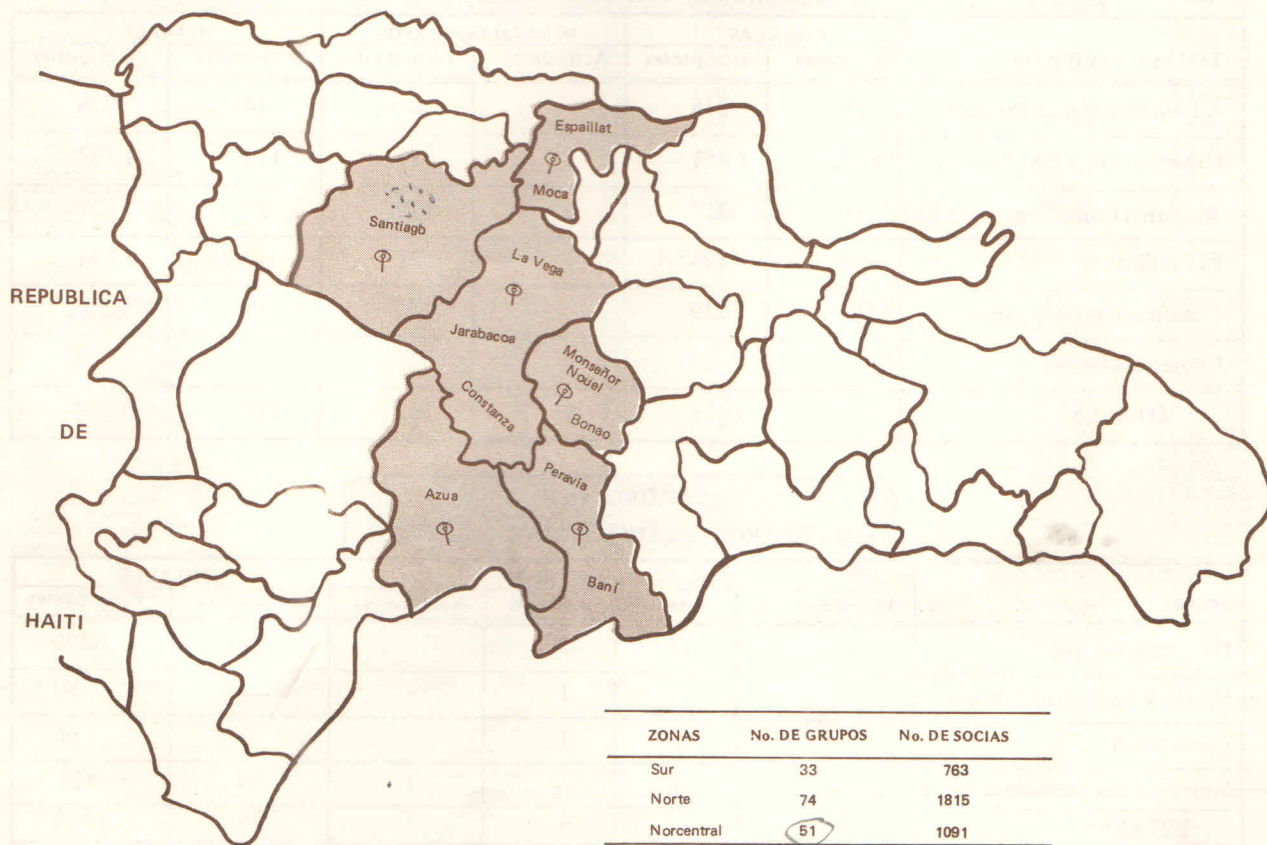 Espaillat
Moca
Santiago
La Vega
REPUBLICA
Jarabacoa
Monseñor
Nouel
Constanza
Bonao
DE
Peravía
Azua
Baní
HAITI
ZONAS No. DE GRUPOS No. DE SOCIAS
Sur 33 763
Norte 74 1815
Norcentral 51 1091